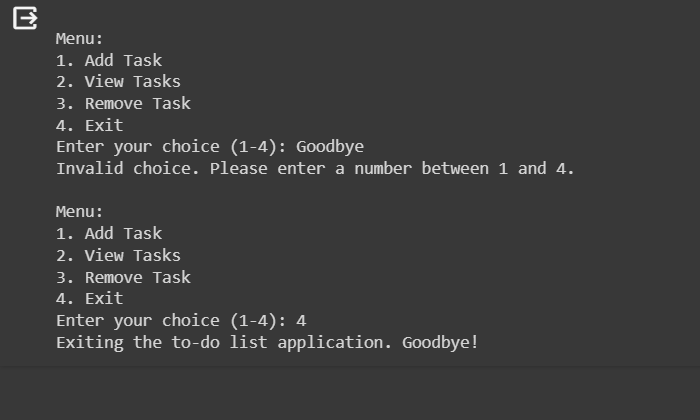 Menu:
1. Add Task
2. View Tasks
3. Remove Task
4. Exit
Enter your choice (1-4): Goodbye
Invalid choice. Please enter a number between 1 and 4.
Menu:
1. Add Task
2. View Tasks
3. Remove Task
4. Exit
Enter your choice (1-4): 4
Exiting the to-do list application. Goodbye!